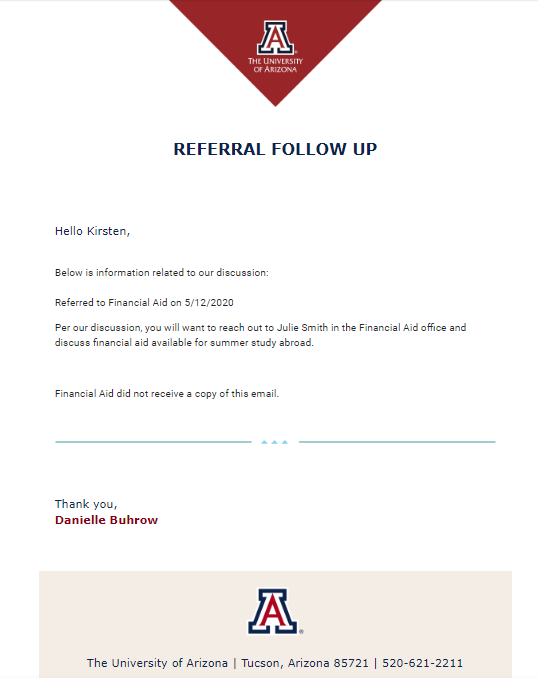 A
THE UNIVERSITY
OF ARIZONA
REFERRAL FOLLOW UP
Hello Kirsten,
Below is information related to our discussion:
Referred to Financial Aid on 5/12/2020
Per our discussion, you will want to reach out to Julie Smith in the Financial Aid office and
discuss financial aid available for summer study abroad.
Financial Aid did not receive a copy of this email.
Thank you,
Danielle Buhrow
A
The University of Arizona | Tucson, Arizona 85721 | 520-621-2211